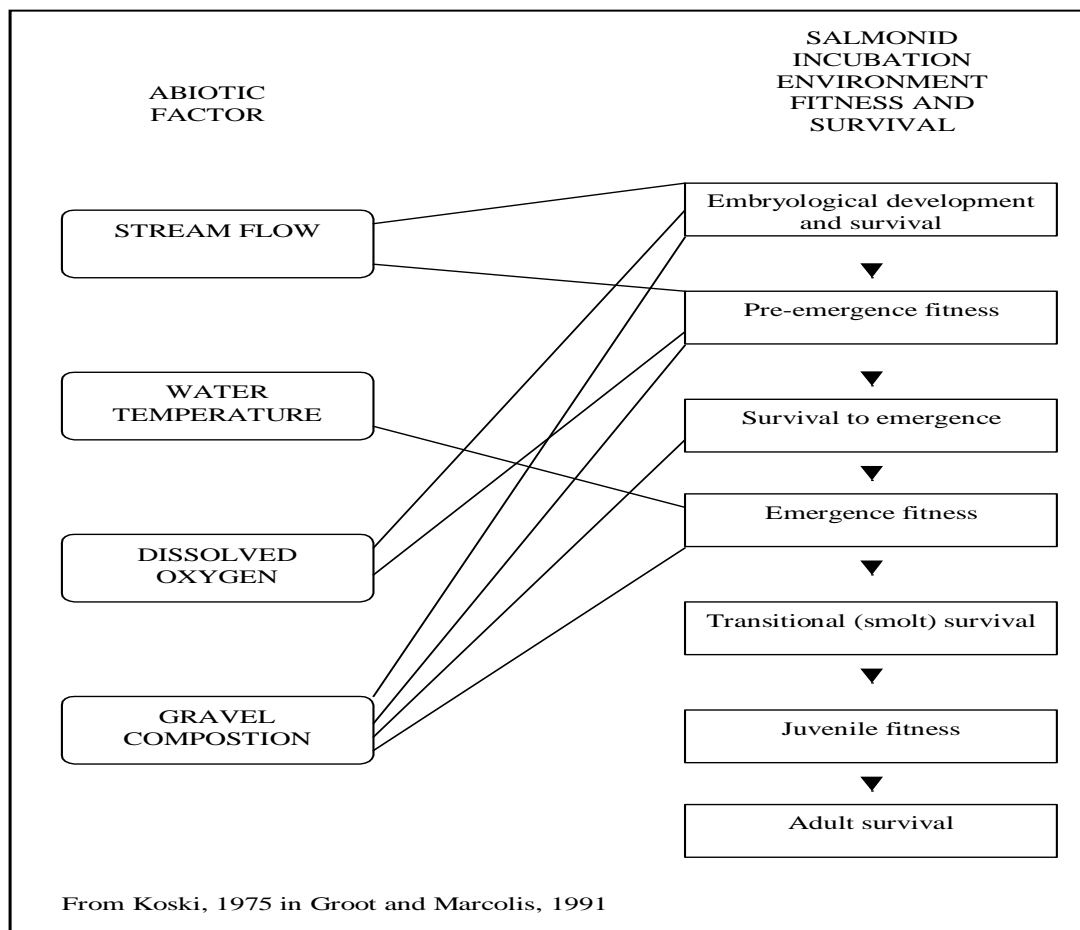 ABIOTIC
FACTOR
SALMONID
INCUBATION
ENVIRONMENT
FITNESS AND
SURVIVAL
STREAM FLOW
WATER
TEMPERATURE
DISSOLVED
OXYGEN
GRAVEL
COMPOSTION
Embryological development
and survival
Pre-emergence fitness
Survival to emergence
Emergence fitness
Transitional (smolt) survival
Juvenile fitness
Adult survival
From Koski, 1975 in Groot and Marcolis, 1991